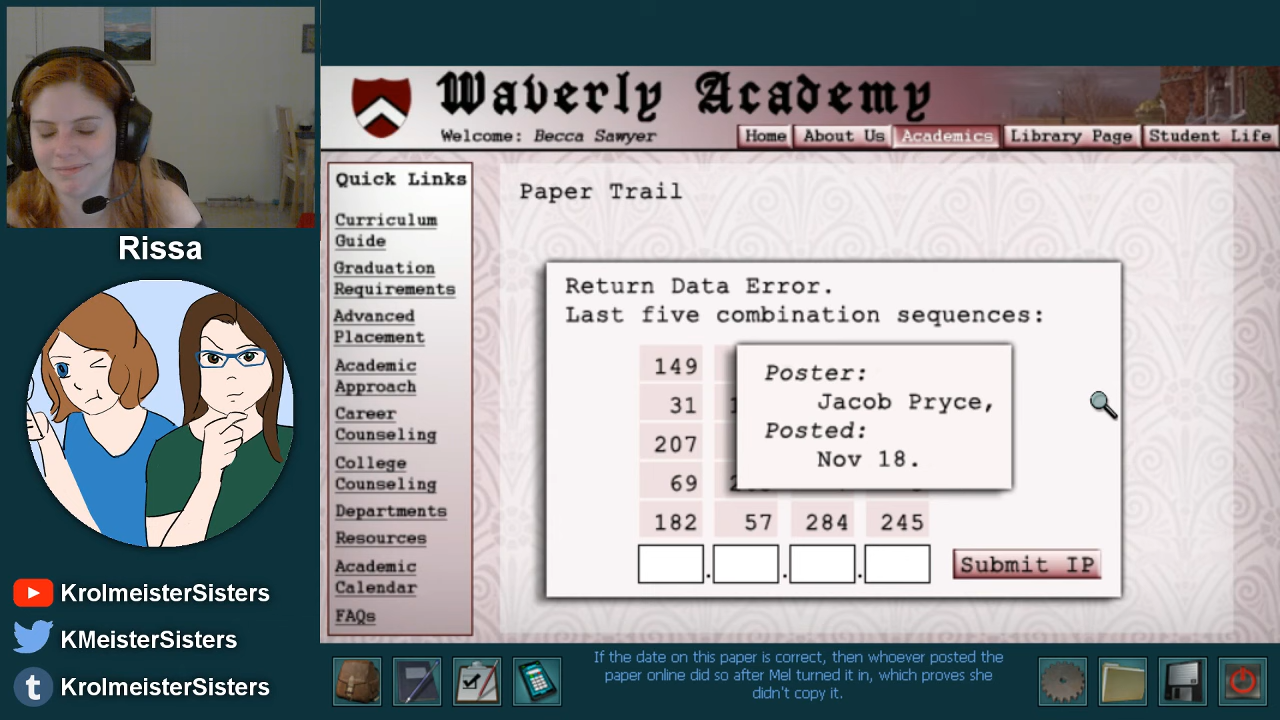 Waverly Academy
Welcome: Becca Sawyer
Home
About Us
Academics
Library Page
Student Life
Rissa
KrolmeisterSisters
KMeisterSisters
KrolmeisterSisters
Quick Links
Curriculum
Guide
Graduation
Requirements
Advanced
Placement
Academic
Approach
Career
Counseling
College
Counseling
Departments
Resources
Academic
Calendar
FAQs
Paper Trail
Return Data Error.
Last five combination sequences:
149
31
207
69
182 57 284 245
Poster:
Jacob Pryce,
Posted:
Nov 18.
. . .
Submit IP
If the date on this paper is correct, then whoever posted the
paper online did so after Mel turned it in, which proves she
didn't copy it.